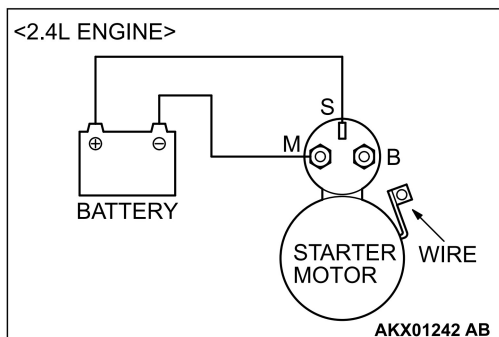 <2.4L ENGINE>
S
M
B
⊕
⊖
BATTERY
STARTER
MOTOR
WIRE
AKX01242 AB